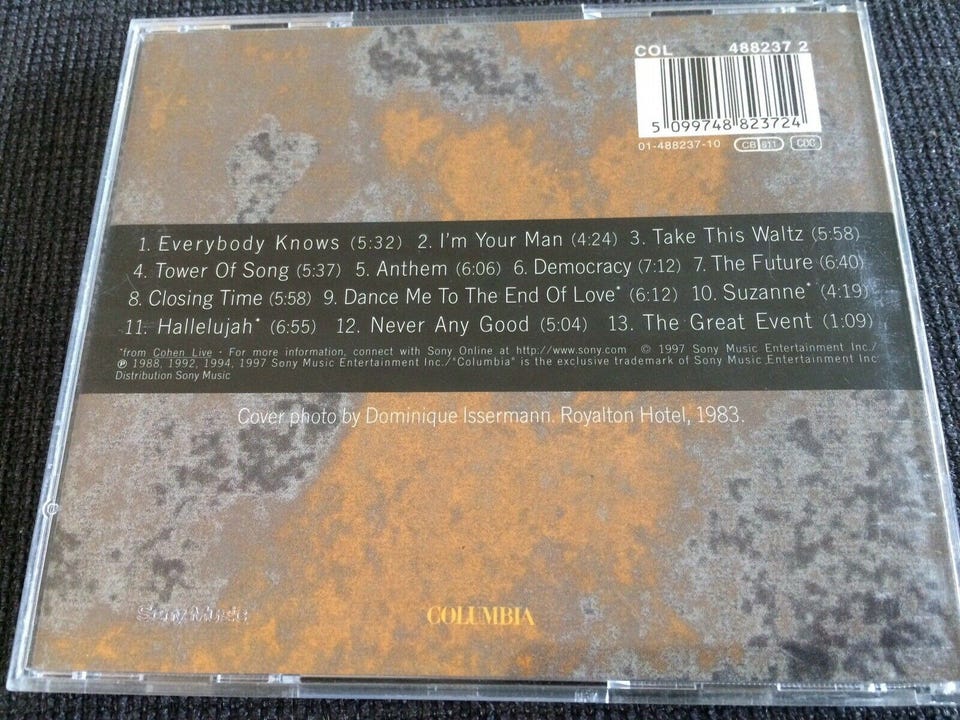 COL 488237 2
5 099748 823724
01-488237-10 CB 811 CDC
1. Everybody Knows (5:32) 2. I'm Your Man (4:24) 3. Take This Waltz (5:58)
4. Tower Of Song (5:37) 5. Anthem (6:06) 6. Democracy (7:12) 7. The Future (6:40)
8. Closing Time (5:58) 9. Dance Me To The End Of Love* (6:12) 10. Suzanne* (4:19)
11. Hallelujah* (6:55) 12. Never Any Good (5:04) 13. The Great Event (1:09)
*from Cohen Live • For more information, connect with Sony Online at http://www.sony.com © 1997 Sony Music Entertainment Inc./
℗ 1988, 1992, 1994, 1997 Sony Music Entertainment Inc./"Columbia" is the exclusive trademark of Sony Music Entertainment Inc
Distribution Sony Music
Cover photo by Dominique Issermann. Royalton Hotel, 1983.
Sony Music COLUMBIA